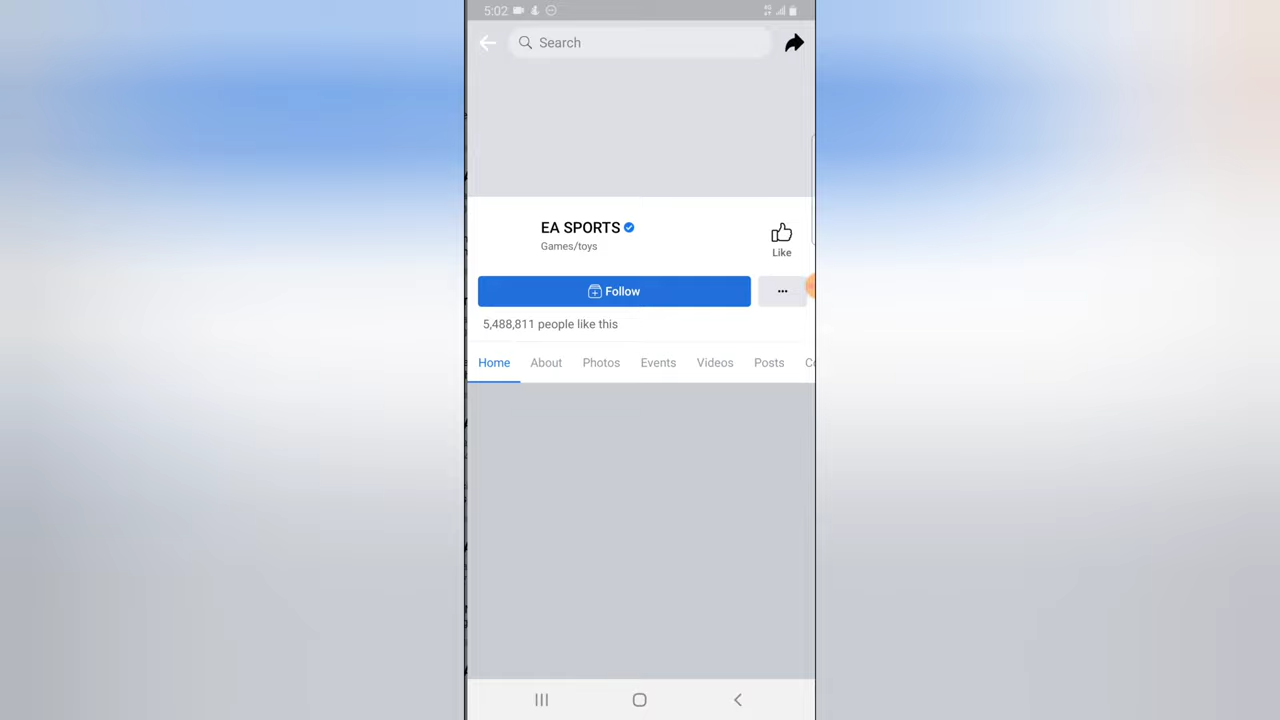 5:02
Search
EA SPORTS
Games/toys
Like
Follow
5,488,811 people like this
Home About Photos Events Videos Posts